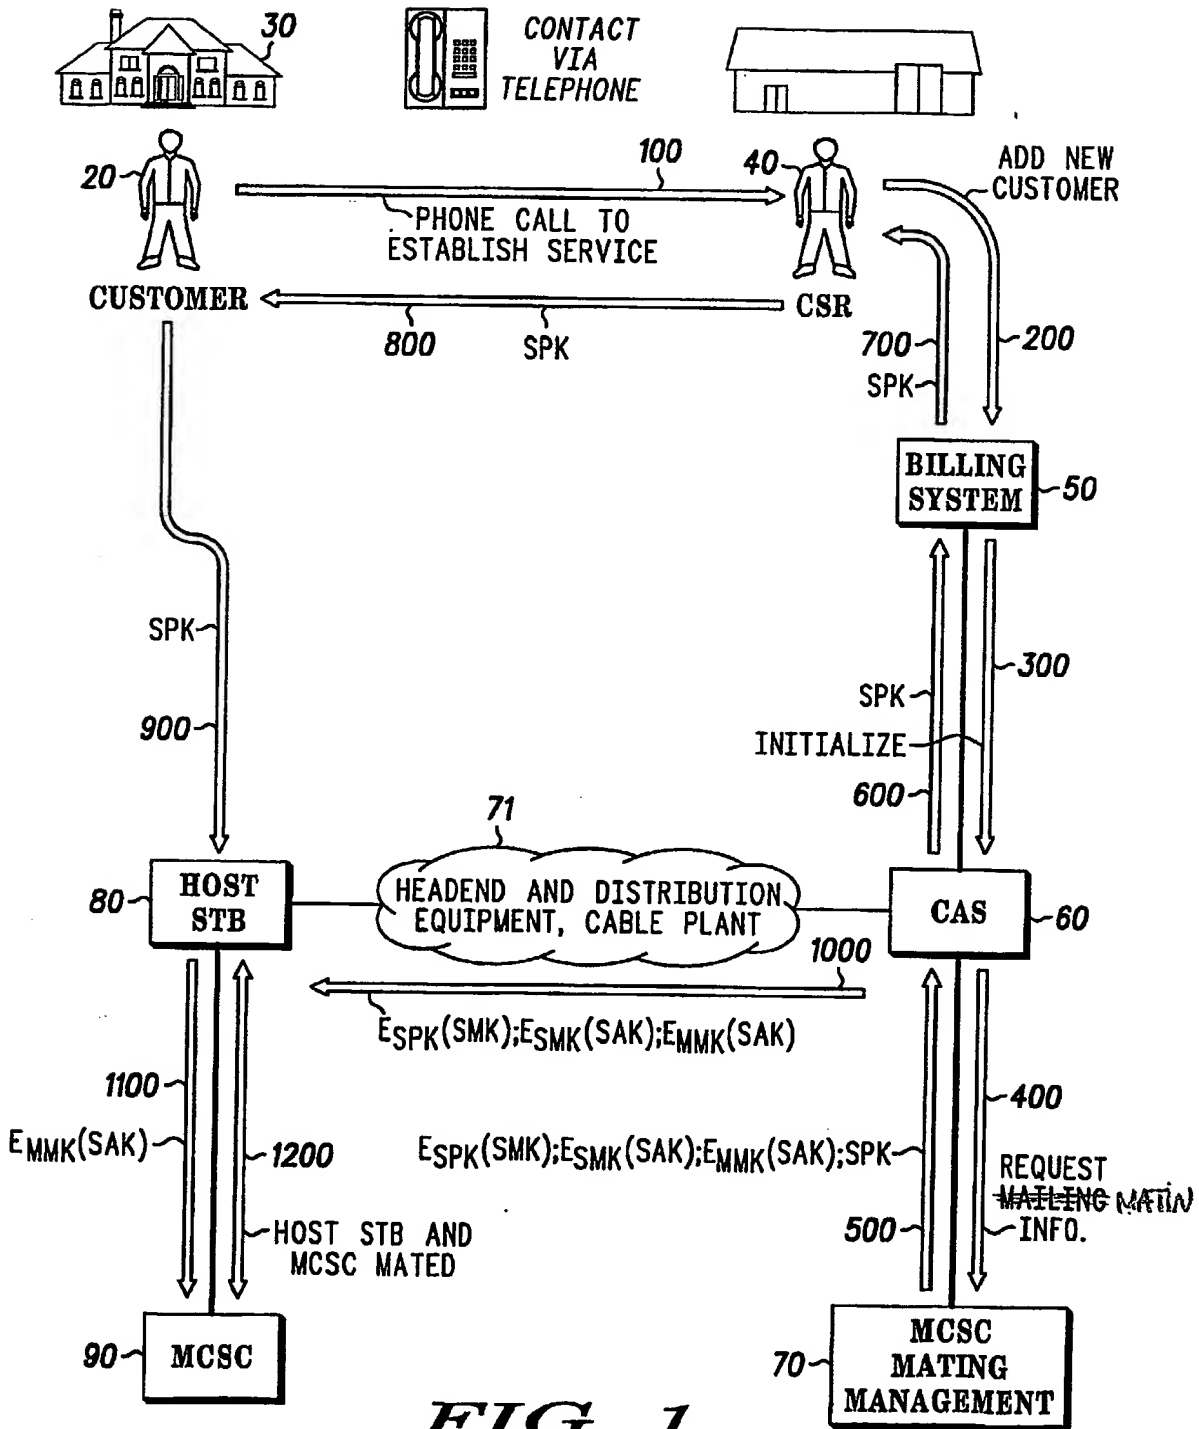 30
CONTACT
VIA
TELEPHONE
20
100
40
ADD NEW
CUSTOMER
PHONE CALL TO
ESTABLISH SERVICE
CUSTOMER
CSR
800
SPK
700
200
SPK
BILLING
SYSTEM
50
SPK
300
SPK
900
INITIALIZE
600
71
HOST
STB
80
HEADEND AND DISTRIBUTION
EQUIPMENT, CABLE PLANT
CAS
60
1000
ESPK(SMK);ESMK(SAK);EMMK(SAK)
1100
400
EMMK(SAK)
1200
ESPK(SMK);ESMK(SAK);EMMK(SAK);SPK
REQUEST
MAILING MATIN
INFO.
500
HOST STB AND
MCSC MATED
90
MCSC
70
MCSC
MATING
MANAGEMENT
FIG. 1